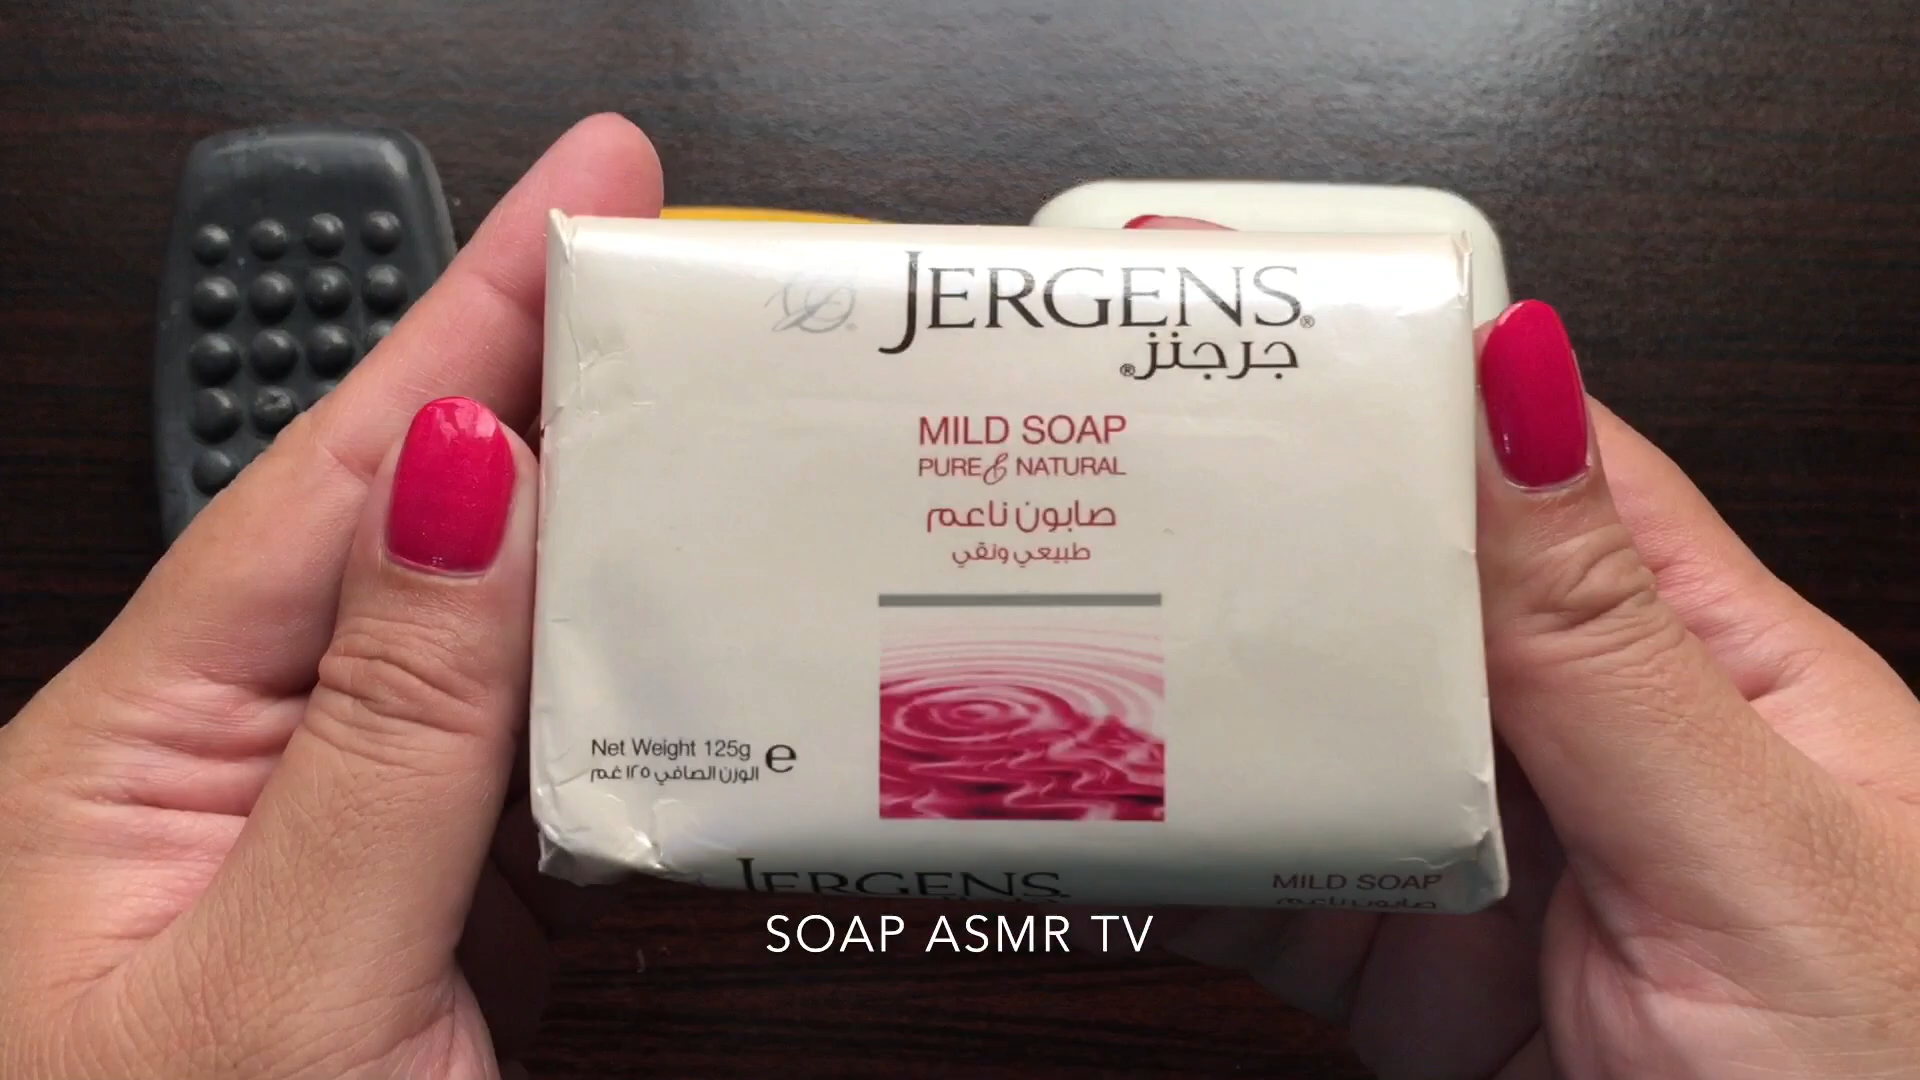 JERGENS®
جرجنز®
MILD SOAP
PURE & NATURAL
صابون ناعم
طبيعي ونقي
Net Weight 125g e
الوزن الصافي ١٢٥ غم
JERGENS
MILD SOAP
صابون ناعم
SOAP ASMR TV